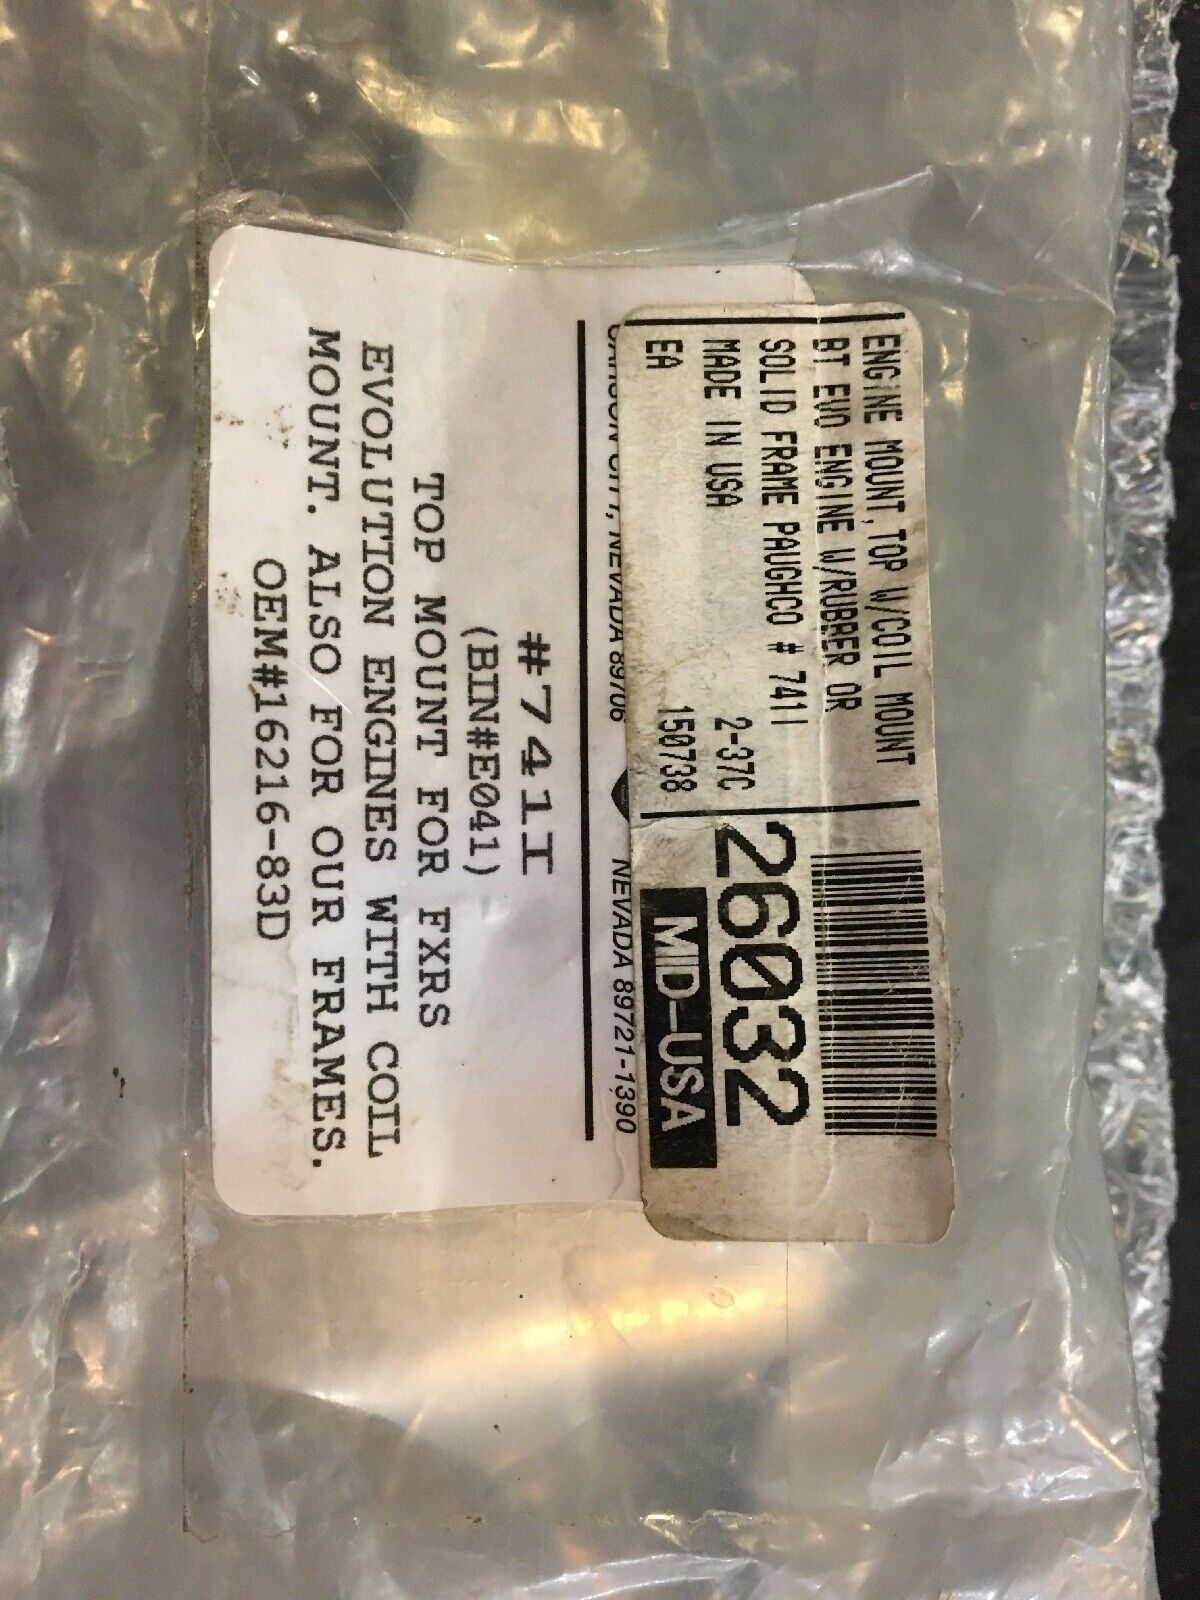 ENGINE MOUNT,TOP W/COIL MOUNT
BT EVO ENGINE W/RUBBER OR
SOLID FRAME PAUGHCO # 741I
MADE IN USA 2-37C
EA 150738
26032
MID-USA
CARSON CITY, NEVADA 89706 NEVADA 89721-1390
#741I
(BIN#E041)
TOP MOUNT FOR FXRS
EVOLUTION ENGINES WITH COIL
MOUNT. ALSO FOR OUR FRAMES.
OEM#16216-83D